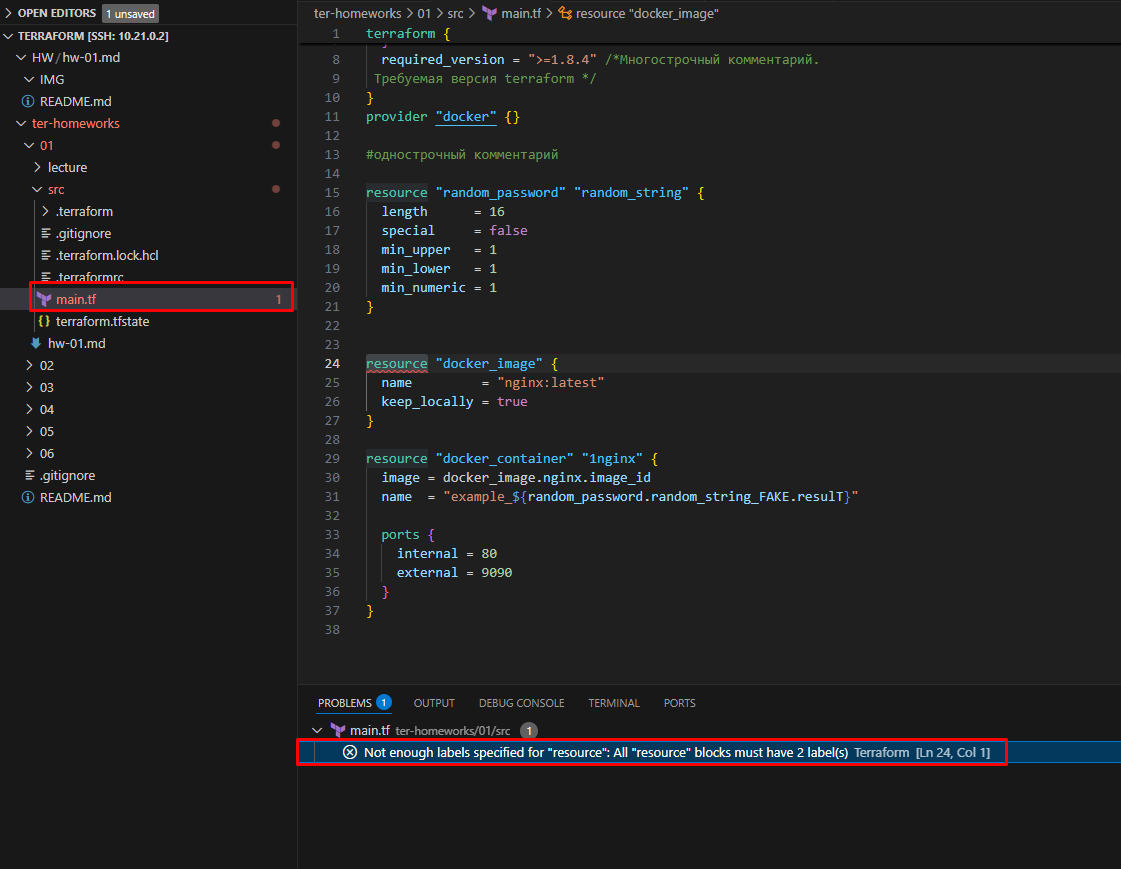 OPEN EDITORS 1 unsaved
TERRAFORM [SSH: 10.21.0.2]
HW / hw-01.md
IMG
README.md
ter-homeworks
01
lecture
src
.terraform
.gitignore
.terraform.lock.hcl
.terraformrc
main.tf 1
terraform.tfstate
hw-01.md
02
03
04
05
06
.gitignore
README.md
ter-homeworks > 01 > src > main.tf > resource "docker_image"
1 terraform {
8 required_version = ">=1.8.4" /*Многострочный комментарий.
9 Требуемая версия terraform */
10 }
11 provider "docker" {}
12
13 #однострочный комментарий
14
15 resource "random_password" "random_string" {
16 length = 16
17 special = false
18 min_upper = 1
19 min_lower = 1
20 min_numeric = 1
21 }
22
23
24 resource "docker_image" {
25 name = "nginx:latest"
26 keep_locally = true
27 }
28
29 resource "docker_container" "1nginx" {
30 image = docker_image.nginx.image_id
31 name = "example_${random_password.random_string_FAKE.resulT}"
32
33 ports {
34 internal = 80
35 external = 9090
36 }
37 }
38
PROBLEMS 1 OUTPUT DEBUG CONSOLE TERMINAL PORTS
main.tf ter-homeworks/01/src 1
Not enough labels specified for "resource": All "resource" blocks must have 2 label(s) Terraform [Ln 24, Col 1]